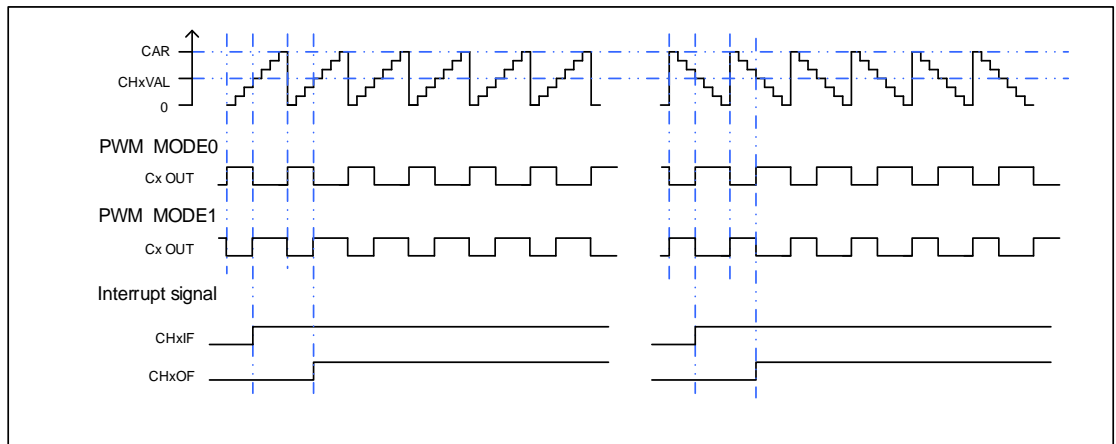 CAR
CHxVAL
0
PWM MODE0
Cx OUT
PWM MODE1
Cx OUT
Interrupt signal
CHxIF
CHxOF